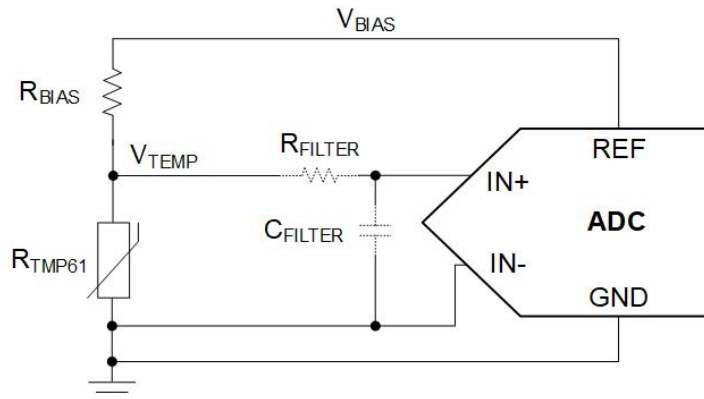 VBIAS
RBIAS
VTEMP
RFILTER
REF
IN+
ADC
CFILTER
RTMP61
IN-
GND